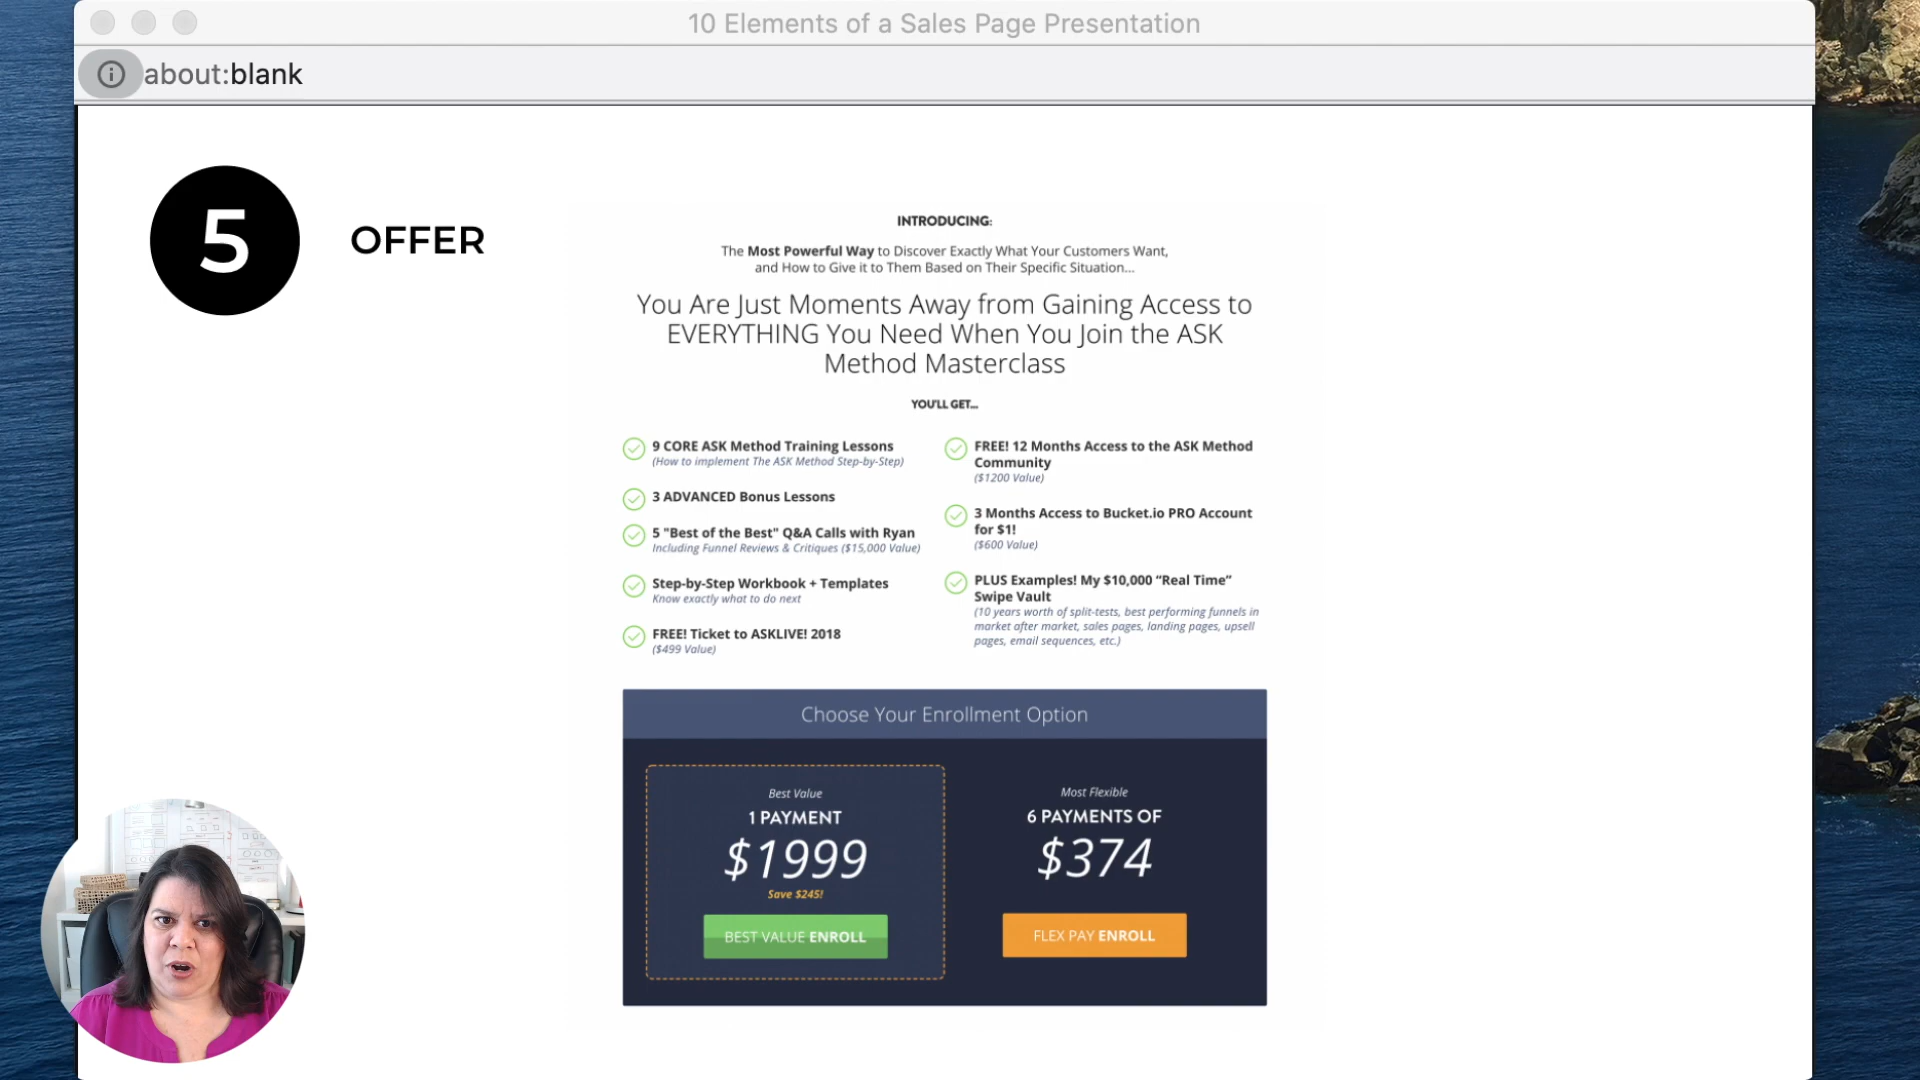 10 Elements of a Sales Page Presentation
about:blank
5
OFFER
INTRODUCING:
The Most Powerful Way to Discover Exactly What Your Customers Want,
and How to Give it to Them Based on Their Specific Situation...
You Are Just Moments Away from Gaining Access to
EVERYTHING You Need When You Join the ASK
Method Masterclass
YOU'LL GET...
9 CORE ASK Method Training Lessons
(How to implement The ASK Method Step-by-Step)
3 ADVANCED Bonus Lessons
5 "Best of the Best" Q&A Calls with Ryan
Including Funnel Reviews & Critiques ($15,000 Value)
Step-by-Step Workbook + Templates
Know exactly what to do next
FREE! Ticket to ASKLIVE! 2018
($499 Value)
FREE! 12 Months Access to the ASK Method
Community
($1200 Value)
3 Months Access to Bucket.io PRO Account
for $1!
($600 Value)
PLUS Examples! My $10,000 “Real Time”
Swipe Vault
(10 years worth of split-tests, best performing funnels in
market after market, sales pages, landing pages, upsell
pages, email sequences, etc.)
Choose Your Enrollment Option
Best Value
1 PAYMENT
$1999
Save $245!
BEST VALUE ENROLL
Most Flexible
6 PAYMENTS OF
$374
FLEX PAY ENROLL